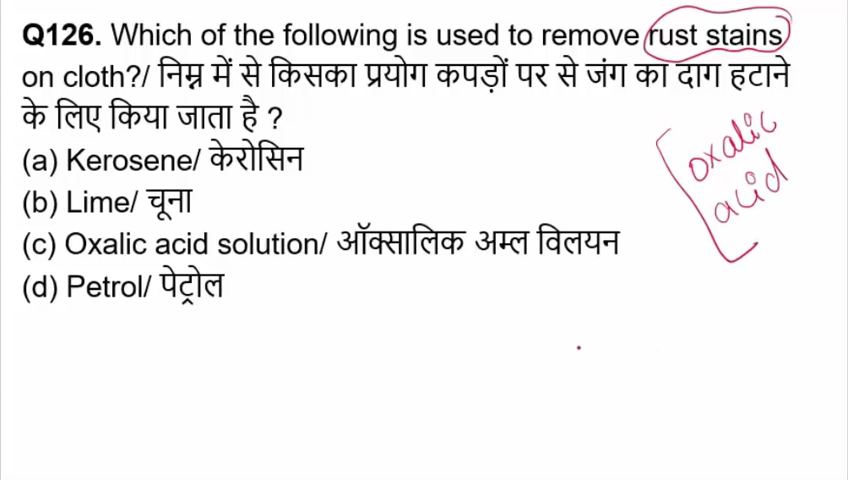 Q126. Which of the following is used to remove rust stains
on cloth?/ निम्न में से किसका प्रयोग कपड़ों पर से जंग का दाग हटाने
के लिए किया जाता है ?
(a) Kerosene/ केरोसिन
(b) Lime/ चूना
(c) Oxalic acid solution/ ऑक्सालिक अम्ल विलयन
(d) Petrol/ पेट्रोल
oxalic
acid